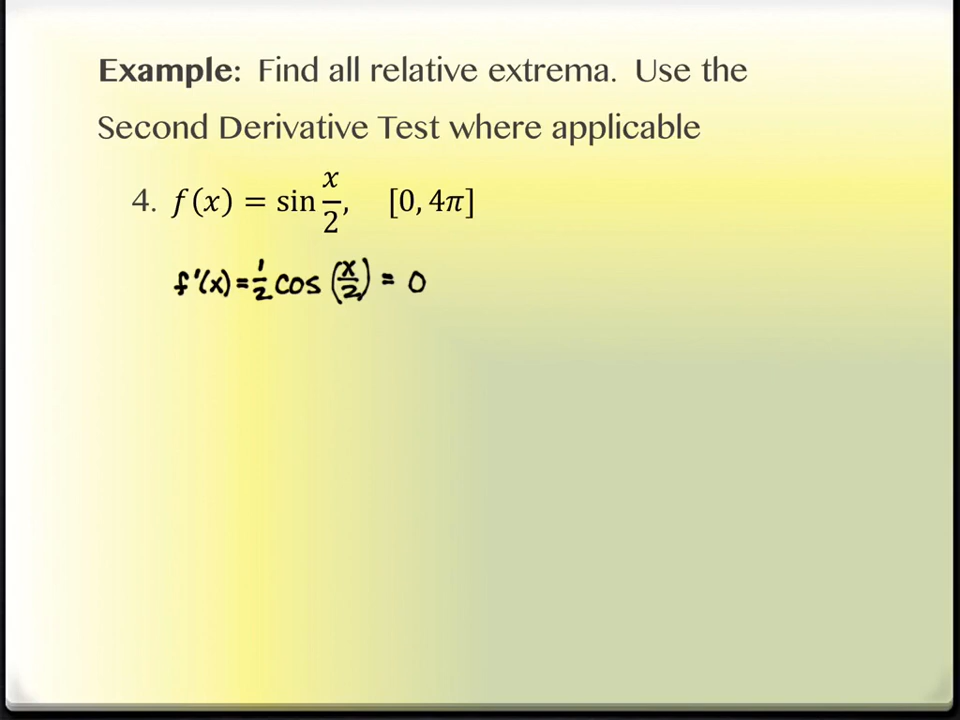 Example: Find all relative extrema. Use the
Second Derivative Test where applicable
4. f(x) = sin x/2, [0, 4π]
f'(x) = 1/2 cos (x/2) = 0